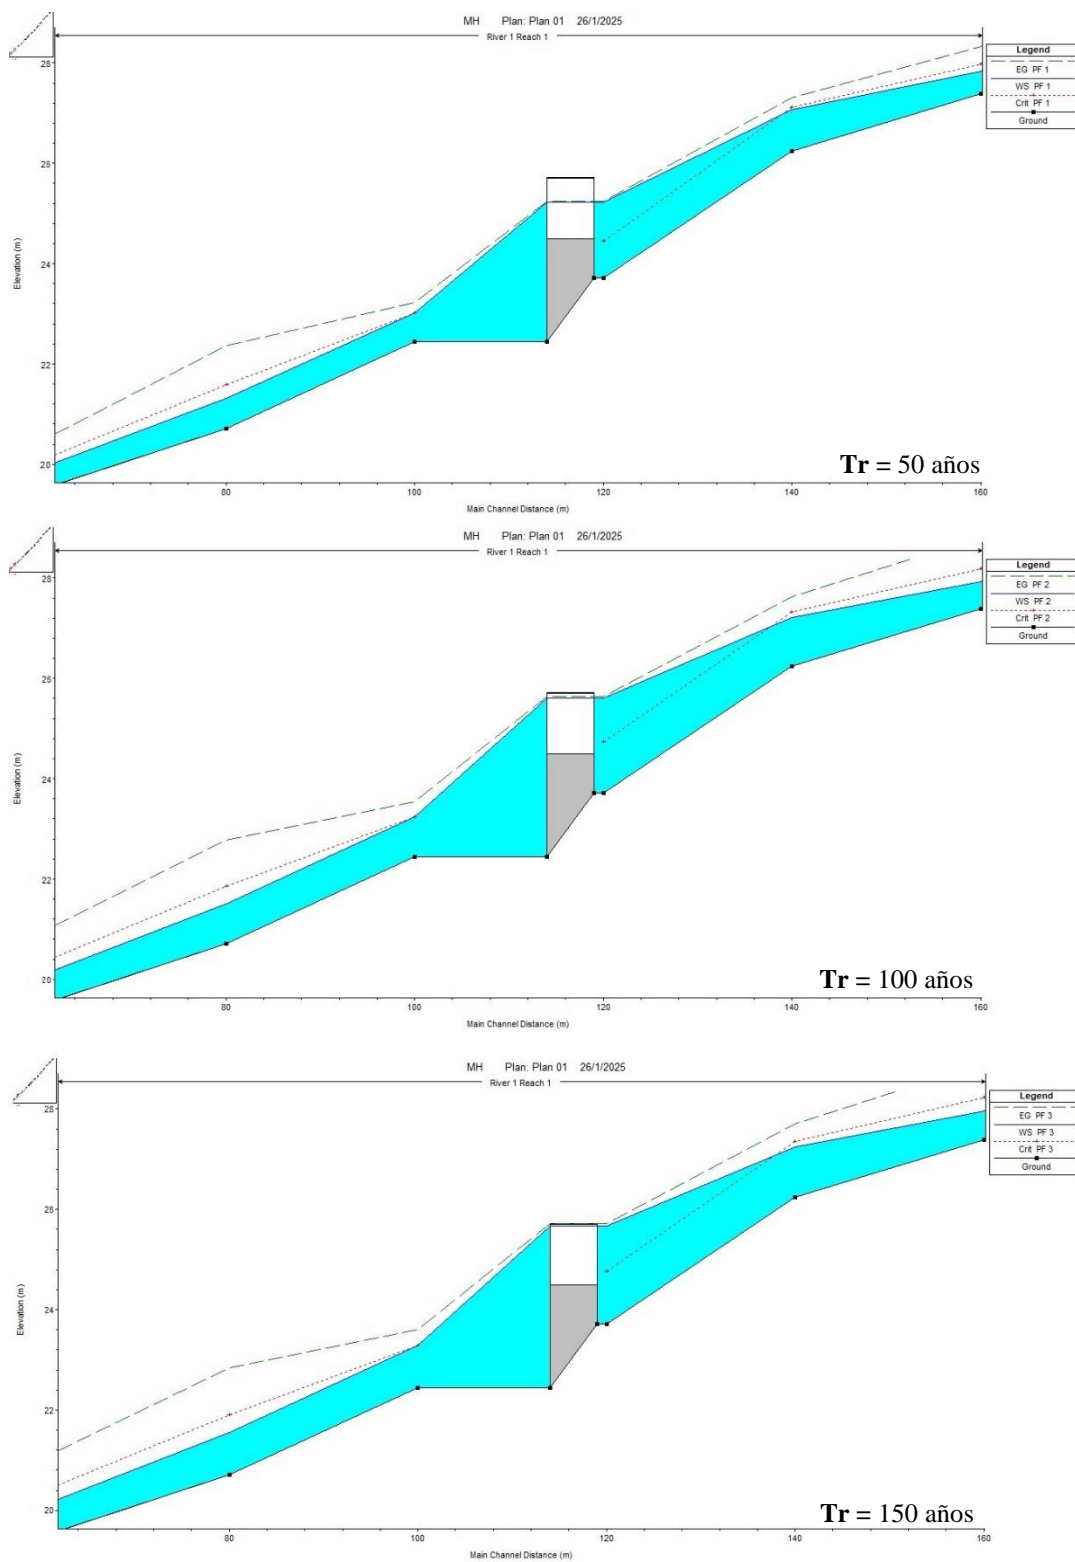 MH Plan: Plan 01 26/1/2025
River 1 Reach 1
Legend
EG PF 1
WS PF 1
Crit PF 1
Ground
28
26
24
22
20
Elevation (m)
80 100 120 140 160
Main Channel Distance (m)
Tr = 50 años
MH Plan: Plan 01 26/1/2025
River 1 Reach 1
Legend
EG PF 2
WS PF 2
Crit PF 2
Ground
28
26
24
22
20
Elevation (m)
80 100 120 140 160
Main Channel Distance (m)
Tr = 100 años
MH Plan: Plan 01 26/1/2025
River 1 Reach 1
Legend
EG PF 3
WS PF 3
Crit PF 3
Ground
28
26
24
22
20
Elevation (m)
80 100 120 140 160
Main Channel Distance (m)
Tr = 150 años